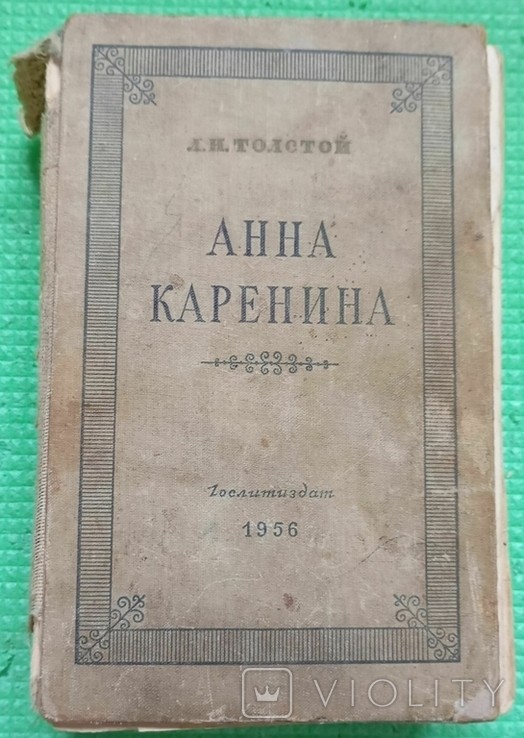 Л.Н.ТОЛСТОЙ
АННА
КАРЕНИНА
Гослитиздат
1956
VIOLITY